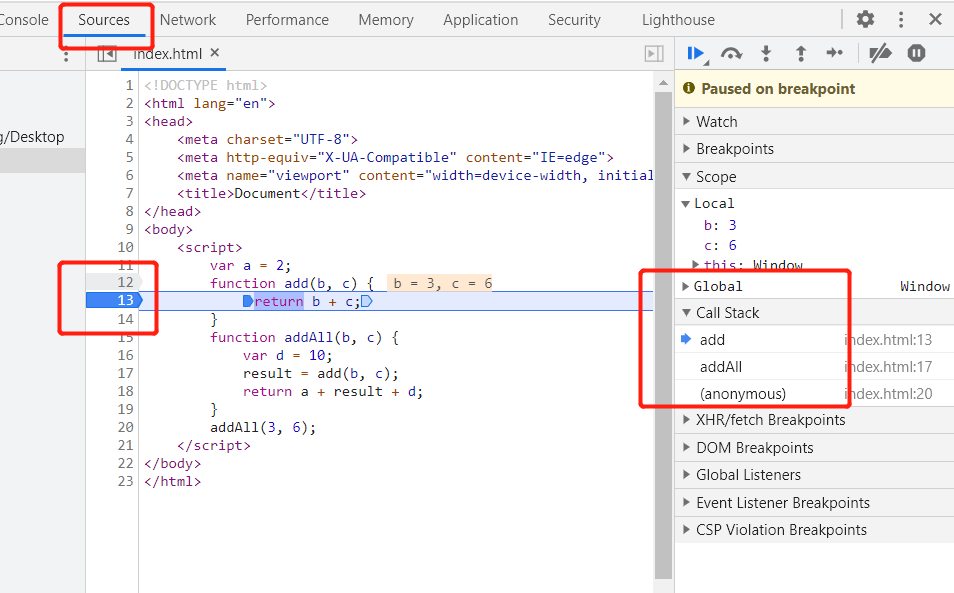 Console Sources Network Performance Memory Application Security Lighthouse
index.html
g/Desktop
1 <!DOCTYPE html>
2 <html lang="en">
3 <head>
4 <meta charset="UTF-8">
5 <meta http-equiv="X-UA-Compatible" content="IE=edge">
6 <meta name="viewport" content="width=device-width, initial
7 <title>Document</title>
8 </head>
9 <body>
10 <script>
11 var a = 2;
12 function add(b, c) { b = 3, c = 6
13 return b + c;
14 }
15 function addAll(b, c) {
16 var d = 10;
17 result = add(b, c);
18 return a + result + d;
19 }
20 addAll(3, 6);
21 </script>
22 </body>
23 </html>
Paused on breakpoint
Watch
Breakpoints
Scope
Local
b: 3
c: 6
this: Window
Global Window
Call Stack
add index.html:13
addAll index.html:17
(anonymous) index.html:20
XHR/fetch Breakpoints
DOM Breakpoints
Global Listeners
Event Listener Breakpoints
CSP Violation Breakpoints